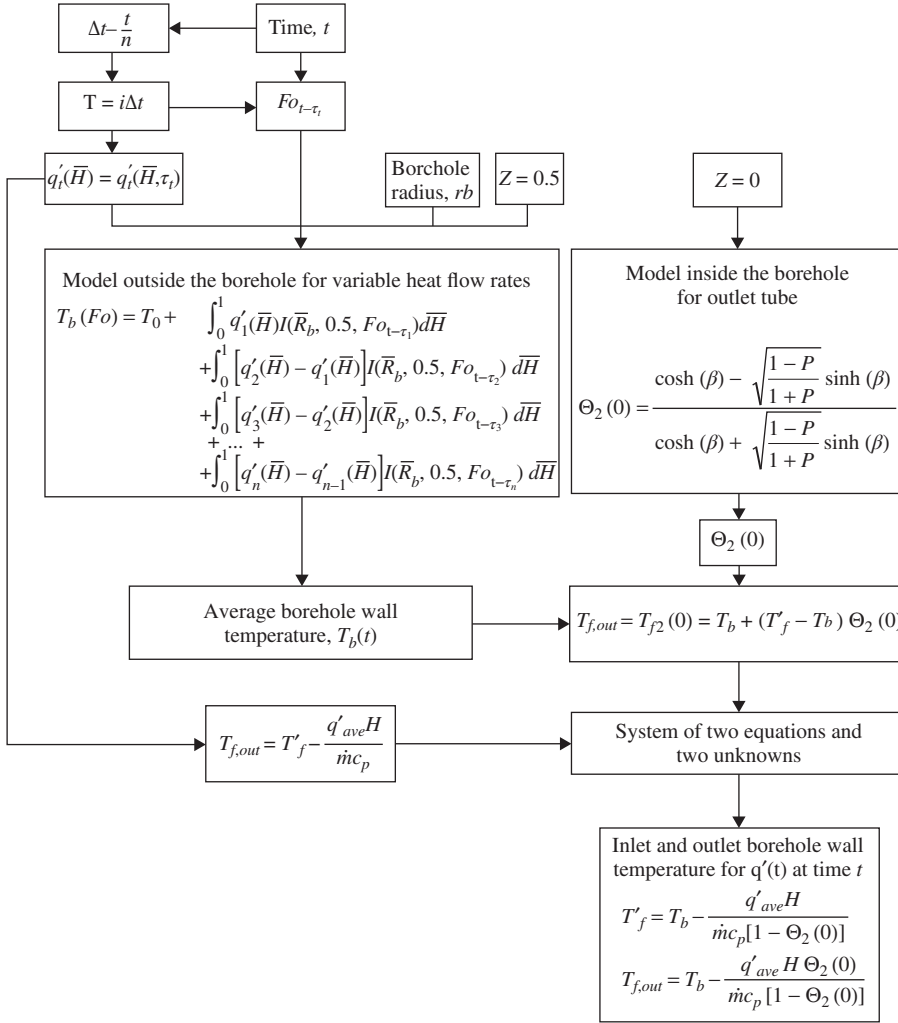 Δt– t/n
Time, t
T = iΔt
Fo_{t−τ_t}
q′_t(H̅) = q′_t(H̅,τ_t)
Borchole
radius, rb
Z = 0.5
Z = 0
Model outside the borehole for variable heat flow rates
T_b (Fo) = T_0 + ∫_0^1 q′_1(H̅)I(R̅_b, 0.5, Fo_{t−τ_1})dH̅
+∫_0^1 [q′_2(H̅) − q′_1(H̅)]I(R̅_b, 0.5, Fo_{t−τ_2}) dH̅
+∫_0^1 [q′_3(H̅) − q′_2(H̅)]I(R̅_b, 0.5, Fo_{t−τ_3}) dH̅
+ ... +
+∫_0^1 [q′_n(H̅) − q′_{n−1}(H̅)]I(R̅_b, 0.5, Fo_{t−τ_n}) dH̅
Model inside the borehole
for outlet tube
Θ_2 (0) = (cosh (β) − √((1 − P)/(1 + P)) sinh (β)) / (cosh (β) + √((1 − P)/(1 + P)) sinh (β))
Θ_2 (0)
Average borehole wall
temperature, T_b(t)
T_{f,out} = T_{f2} (0) = T_b + (T′_f − Tb) Θ_2 (0)
T_{f,out} = T′_f − q′_{ave}H / ṁc_p
System of two equations and
two unknowns
Inlet and outlet borehole wall
temperature for q′(t) at time t
T′_f = T_b − q′_{ave}H / ṁc_p[1 − Θ_2 (0)]
T_{f,out} = T_b − q′_{ave} H Θ_2 (0) / ṁc_p [1 − Θ_2 (0)]